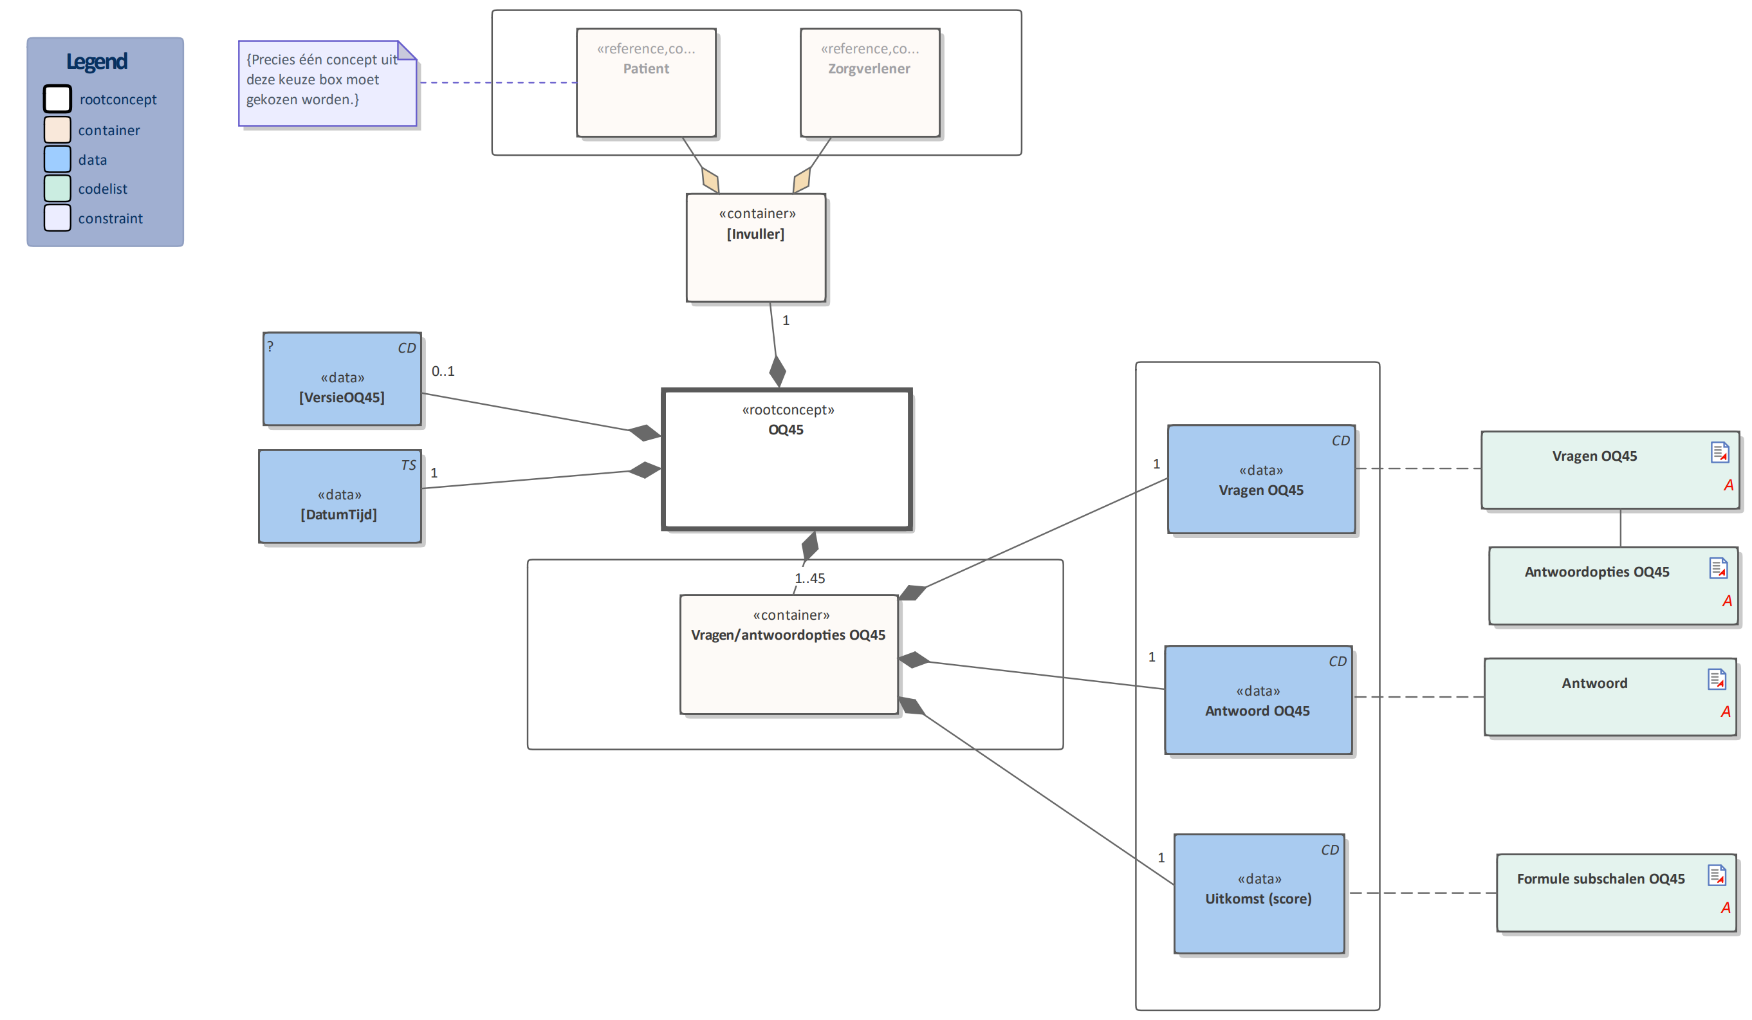 Legend
rootconcept
container
data
codelist
constraint
{Precies één concept uit
deze keuze box moet
gekozen worden.}
«reference,co...
Patient
«reference,co...
Zorgverlener
«container»
[Invuller]
1
? CD
«data»
[VersieOQ45]
0..1
TS
«data»
[DatumTijd]
1
«rootconcept»
OQ45
1..45
«container»
Vragen/antwoordopties OQ45
1
CD
«data»
Vragen OQ45
1
CD
«data»
Antwoord OQ45
1
CD
«data»
Uitkomst (score)
Vragen OQ45
A
Antwoordopties OQ45
A
Antwoord
A
Formule subschalen OQ45
A